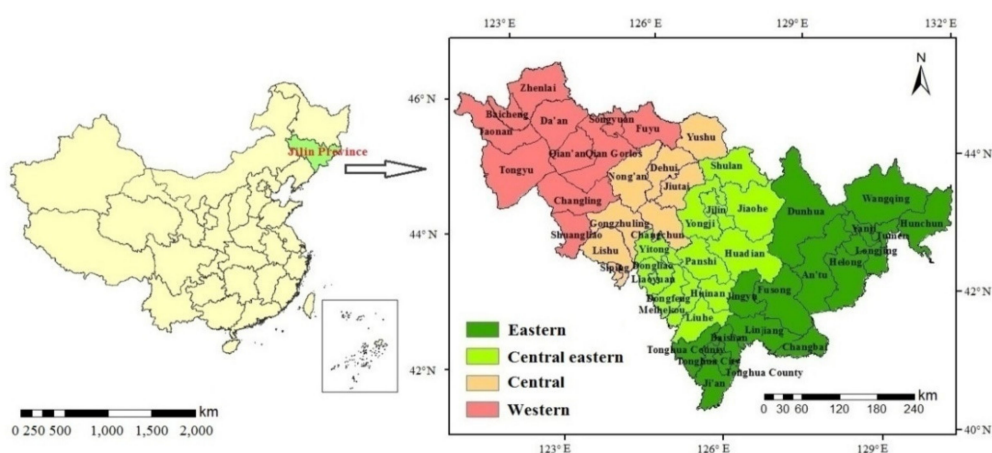 123° E
126° E
129° E
132° E
46° N
44° N
42° N
N
44° N
42° N
40° N
Jilin Province
Zhenlai
Baicheng
Da'an
Songyuan
Taonan
Fuyu
Yushu
Qian'an
Qian Gorlos
Dehui
Shulan
Tongyu
Nong'an
Jiutai
Changling
Jilin
Jiaohe
Dunhua
Wangqing
Gongzhuling
Yongji
Yanji
Hunchun
Shuangliao
Changchun
Tumen
Lishu
Yitong
Huadian
Longjing
Siping
Dongliao
Panshi
Helong
Liaoyuan
An'tu
Huinan
Jingyu
Fusong
Dongfeng
Meihekou
Liuhe
Linjiang
Baishan
Changbai
Tonghua County
Tonghua City
Tonghua County
Ji'an
Eastern
Central eastern
Central
Western
km
0 250 500 1,000 1,500 2,000
km
0 30 60 120 180 240
123° E
126° E
129° E